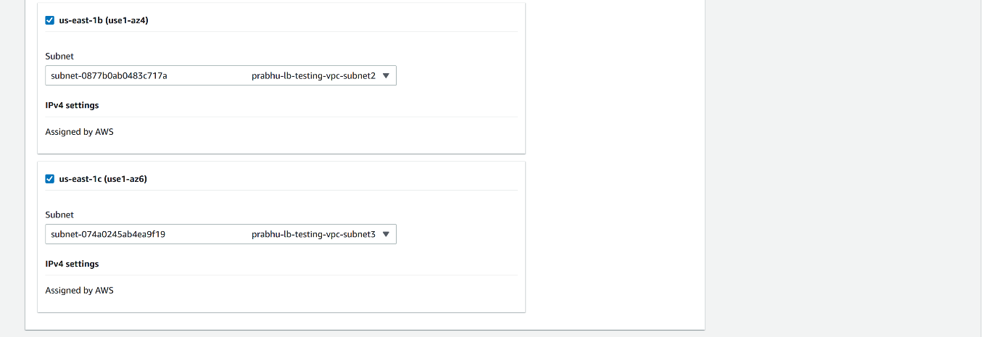 us-east-1b (use1-az4)
Subnet
subnet-0877b0ab0483c717a prabhu-lb-testing-vpc-subnet2
IPv4 settings
Assigned by AWS
us-east-1c (use1-az6)
Subnet
subnet-074a0245ab4ea9f19 prabhu-lb-testing-vpc-subnet3
IPv4 settings
Assigned by AWS